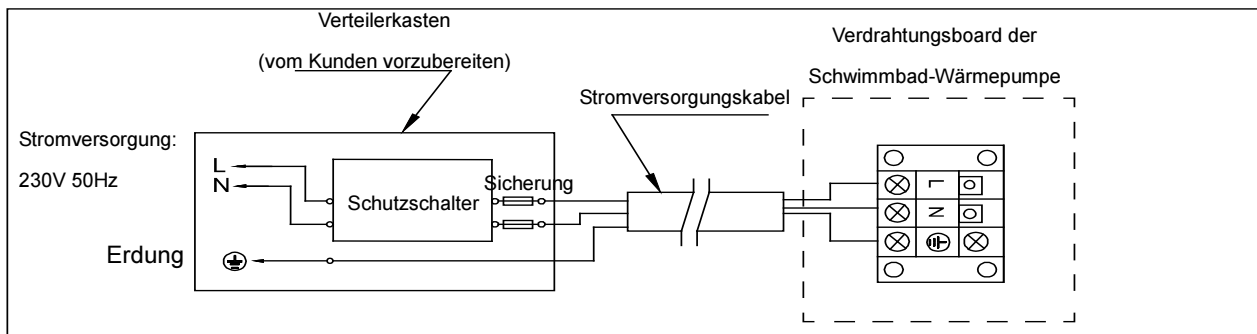 Verteilerkasten
(vom Kunden vorzubereiten)
Verdrahtungsboard der
Schwimmbad-Wärmepumpe
Stromversorgungskabel
Stromversorgung:
230V 50Hz
L
N
Schutzschalter
Sicherung
Erdung
L
N